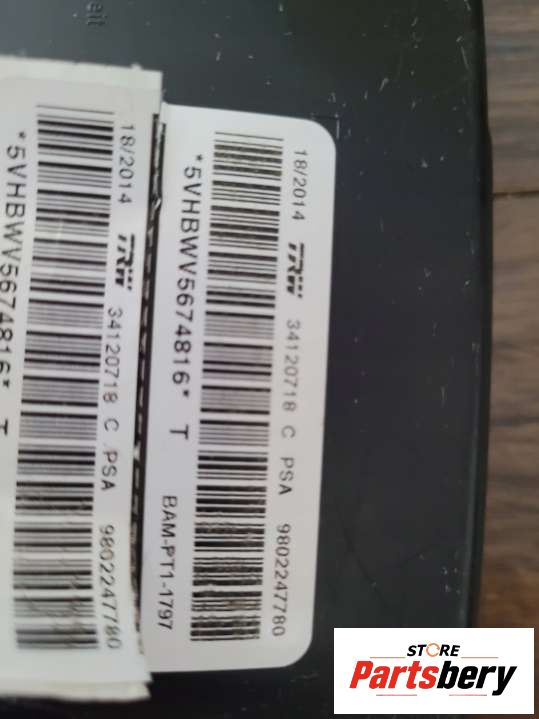 eit
18/2014 TRW 34120718 C PSA 9802247780
*5VHBWV5674816* T
18/2014 TRW 34120718 C PSA 9802247780
*5VHBWV5674816* T
BAM-PT1-1797
STORE
Partsbery